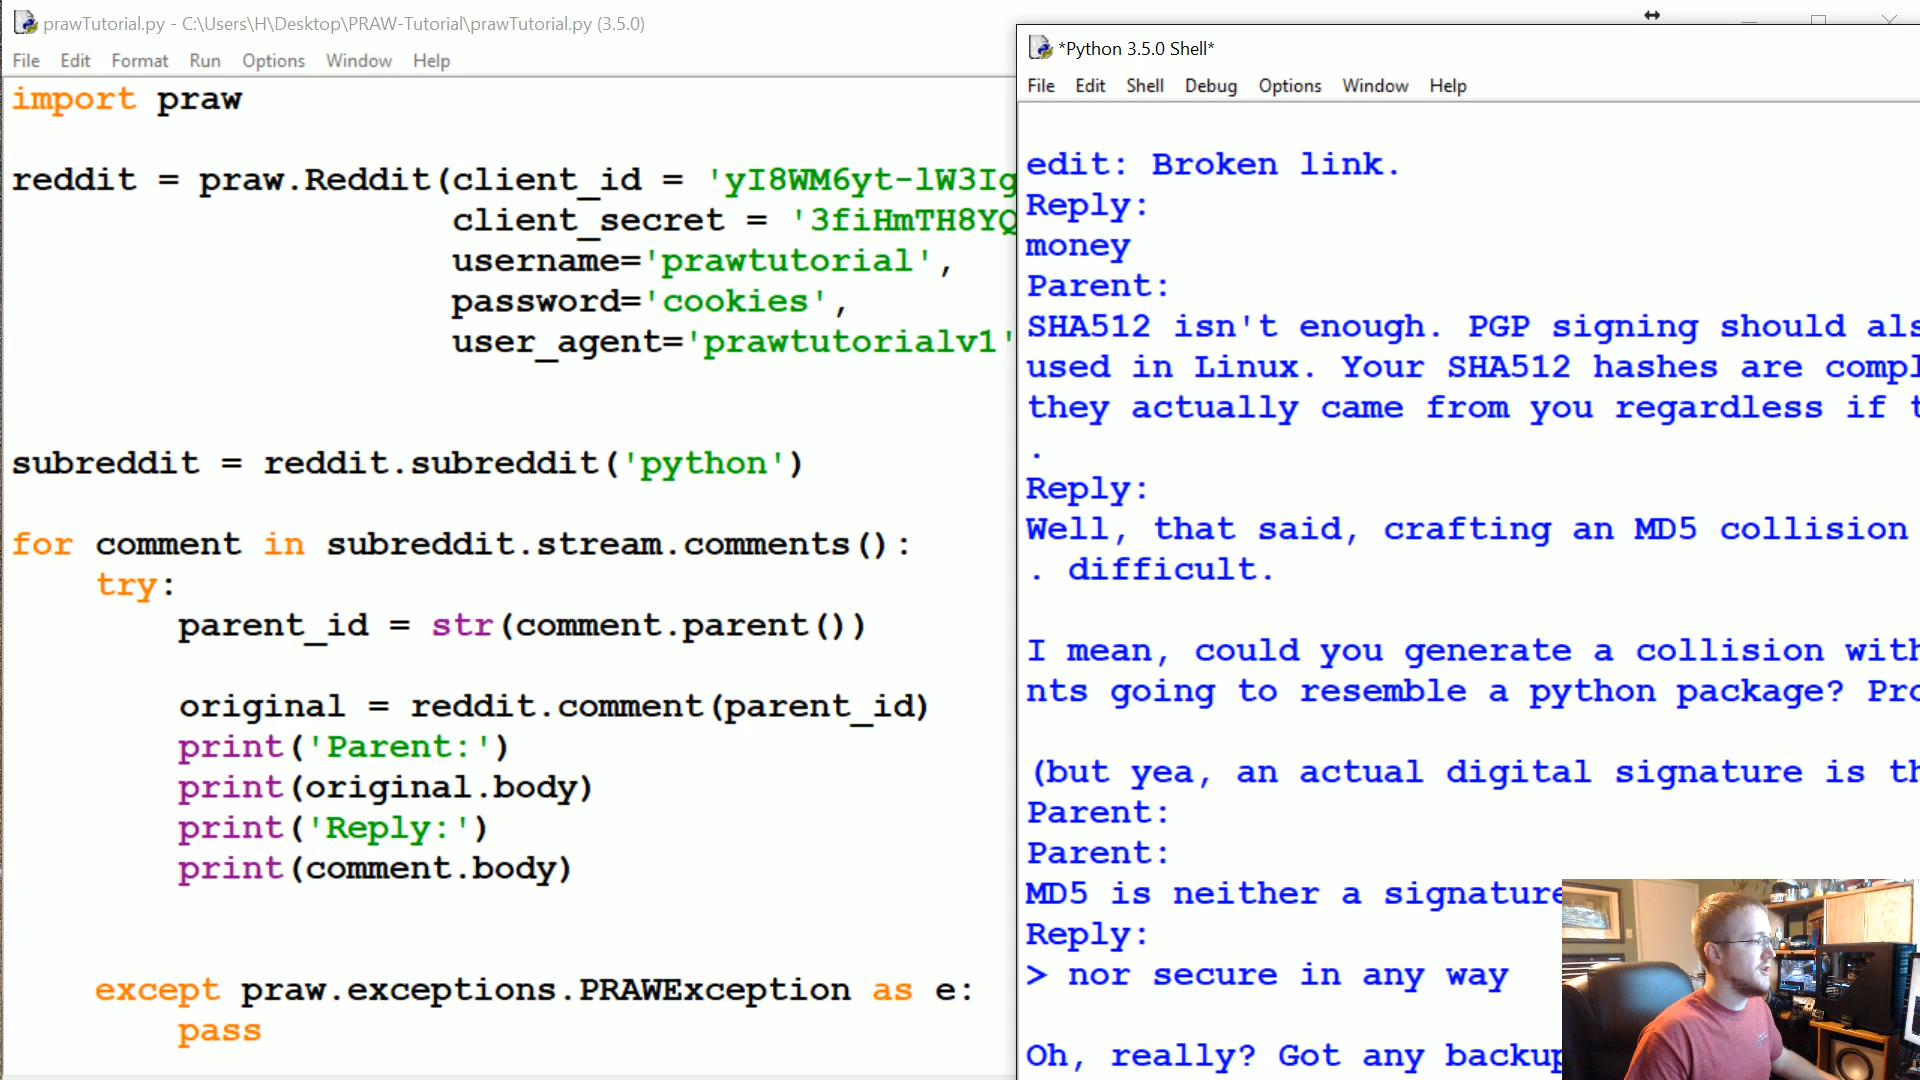 prawTutorial.py - C:\Users\H\Desktop\PRAW-Tutorial\prawTutorial.py (3.5.0)
File Edit Format Run Options Window Help
import praw
reddit = praw.Reddit(client_id = 'yI8WM6yt-lW3Ig
client_secret = '3fiHmTH8YQ
username='prawtutorial',
password='cookies',
user_agent='prawtutorialv1'
subreddit = reddit.subreddit('python')
for comment in subreddit.stream.comments():
try:
parent_id = str(comment.parent())
original = reddit.comment(parent_id)
print('Parent:')
print(original.body)
print('Reply:')
print(comment.body)
except praw.exceptions.PRAWException as e:
pass
*Python 3.5.0 Shell*
File Edit Shell Debug Options Window Help
edit: Broken link.
Reply:
money
Parent:
SHA512 isn't enough. PGP signing should als
used in Linux. Your SHA512 hashes are compl
they actually came from you regardless if t
.
Reply:
Well, that said, crafting an MD5 collision
. difficult.
I mean, could you generate a collision with
nts going to resemble a python package? Pro
(but yea, an actual digital signature is th
Parent:
Parent:
MD5 is neither a signature
Reply:
> nor secure in any way
Oh, really? Got any backup